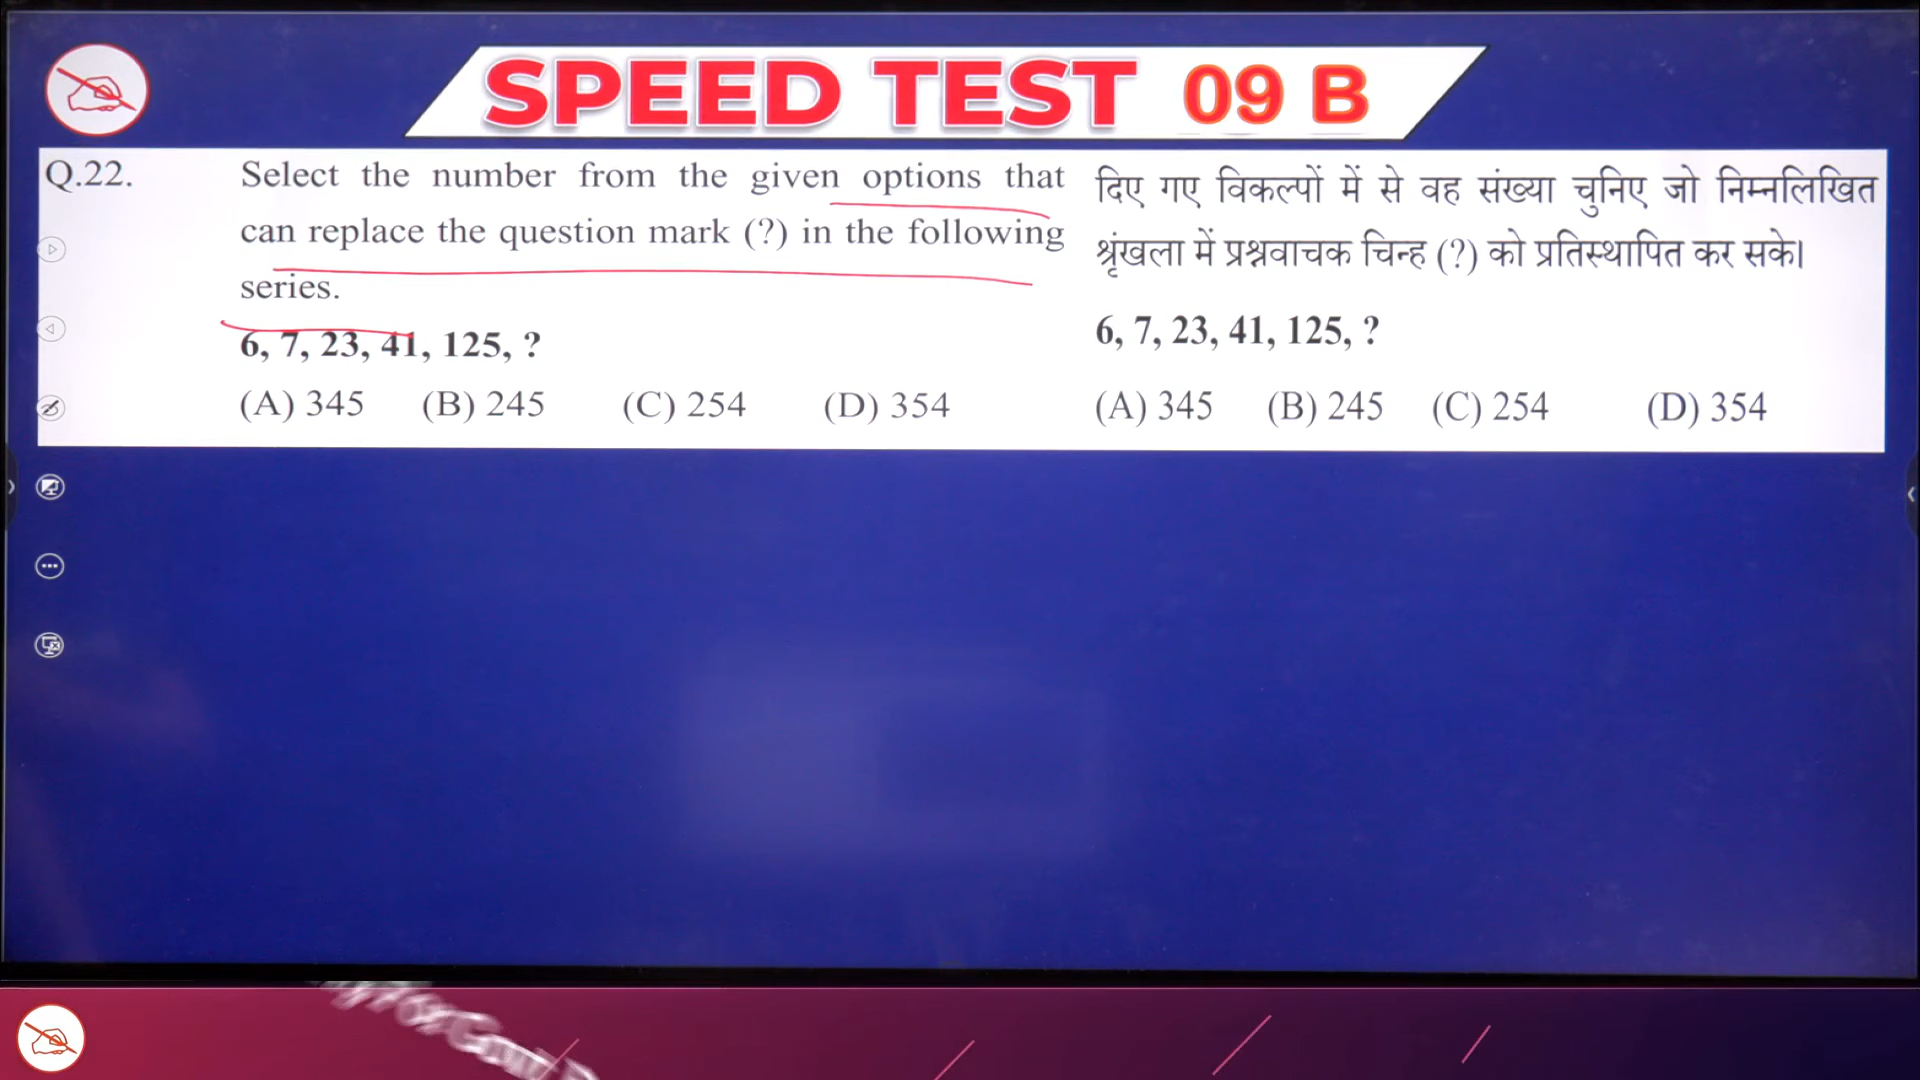 SPEED TEST 09 B
Q.22.
Select the number from the given options that
can replace the question mark (?) in the following
series.
6, 7, 23, 41, 125, ?
(A) 345 (B) 245 (C) 254 (D) 354
दिए गए विकल्पों में से वह संख्या चुनिए जो निम्नलिखित
श्रृंखला में प्रश्नवाचक चिन्ह (?) को प्रतिस्थापित कर सके।
6, 7, 23, 41, 125, ?
(A) 345 (B) 245 (C) 254 (D) 354